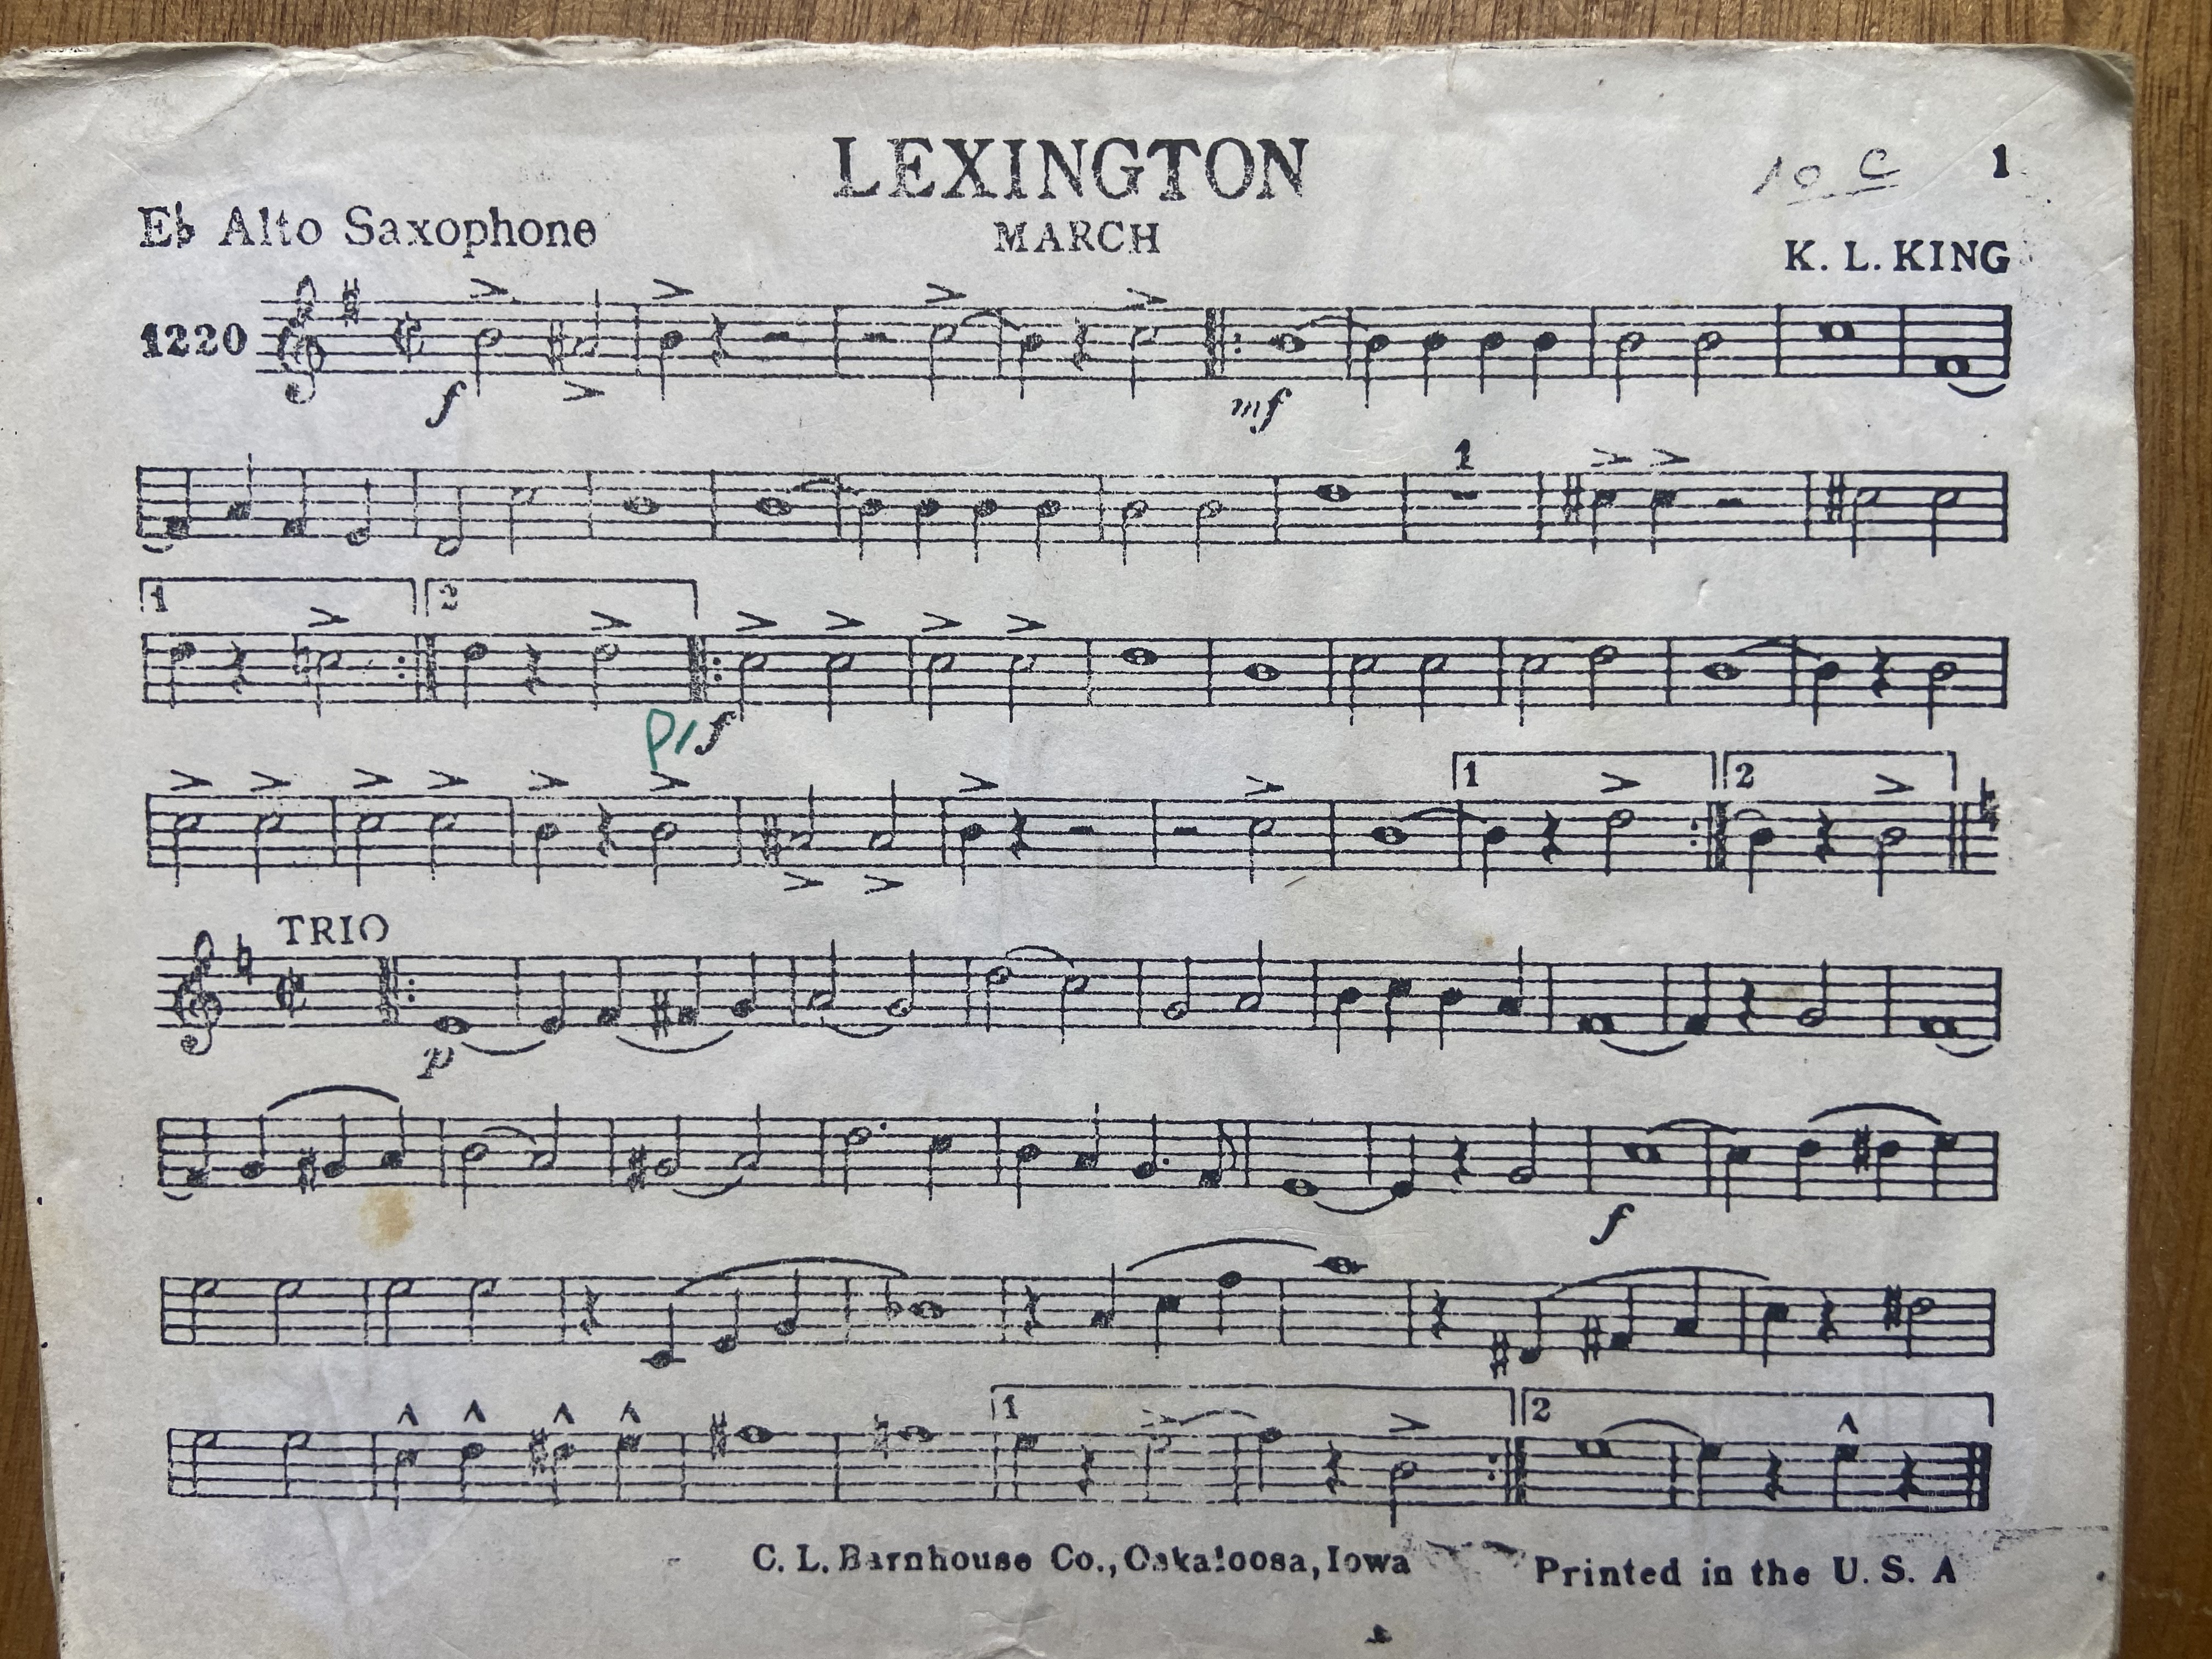 LEXINGTON
10 c 1
E♭ Alto Saxophone
MARCH
K. L. KING
1220
f
mf
1
1 2
P/f
1 2
TRIO
p
f
1 2
C. L. Barnhouse Co., Oskaloosa, Iowa
Printed in the U. S. A